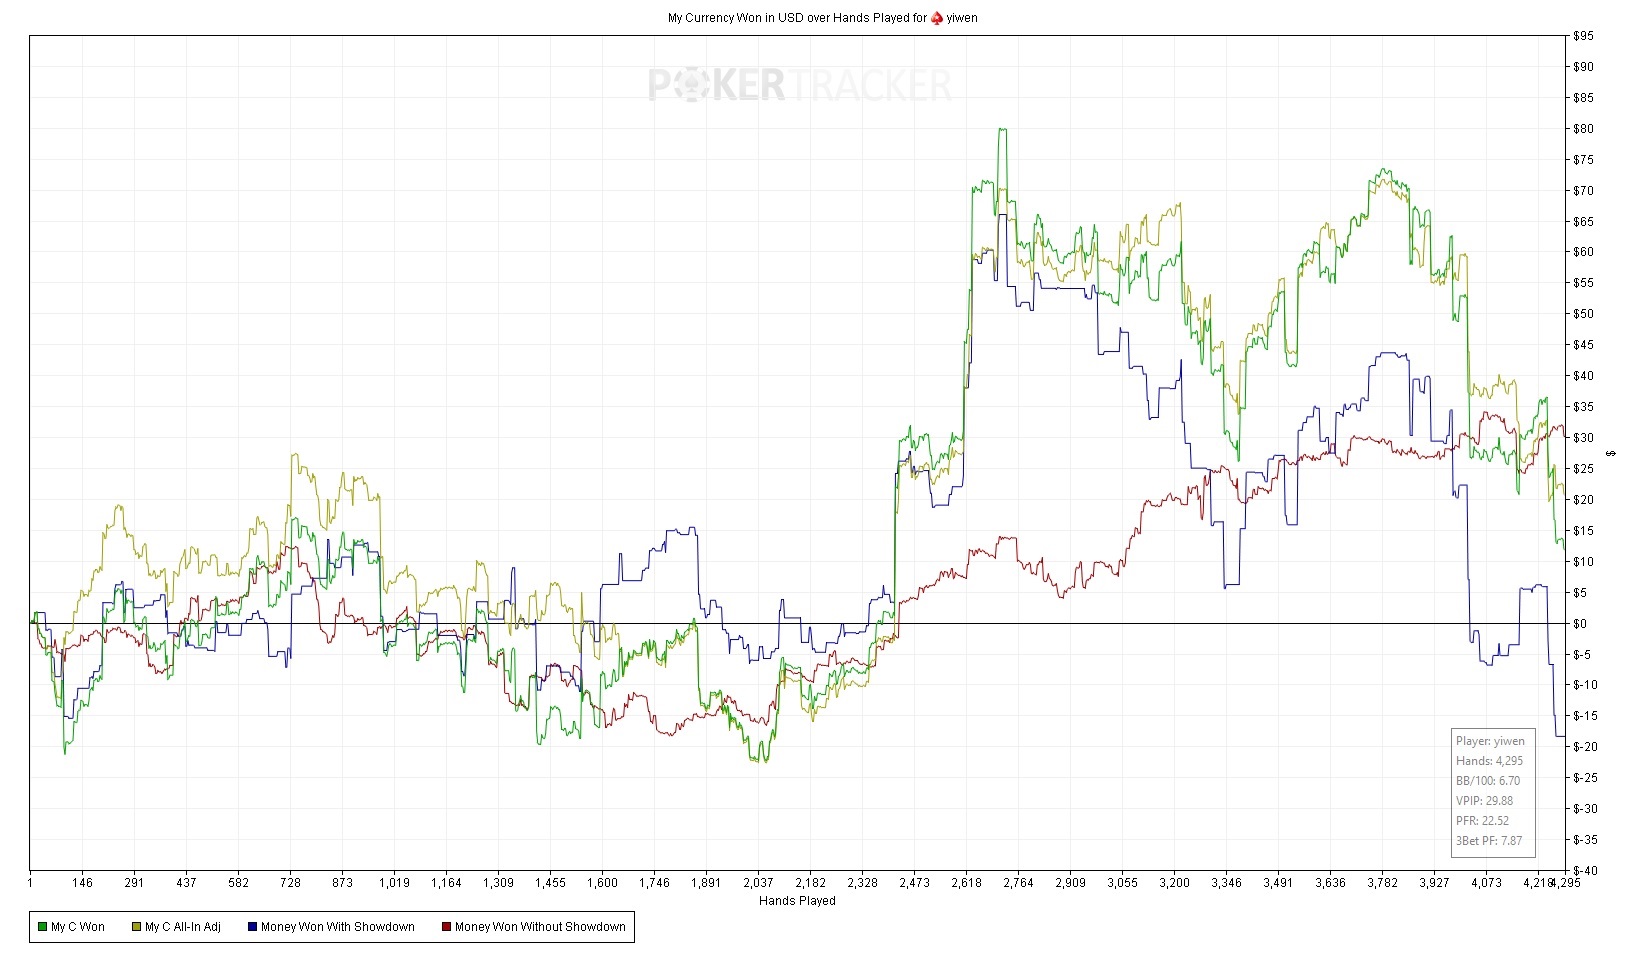 My Currency Won in USD over Hands Played for yiwen
POKERTRACKER
$95
$90
$85
$80
$75
$70
$65
$60
$55
$50
$45
$40
$35
$30
$25
$20
$15
$10
$5
$0
$-5
$-10
$-15
$-20
$-25
$-30
$-35
$-40
$
Player: yiwen
Hands: 4,295
BB/100: 6.70
VPIP: 29.88
PFR: 22.52
3Bet PF: 7.87
1 146 291 437 582 728 873 1,019 1,164 1,309 1,455 1,600 1,746 1,891 2,037 2,182 2,328 2,473 2,618 2,764 2,909 3,055 3,200 3,346 3,491 3,636 3,782 3,927 4,073 4,218 4,295
Hands Played
My C Won My C All-In Adj Money Won With Showdown Money Won Without Showdown